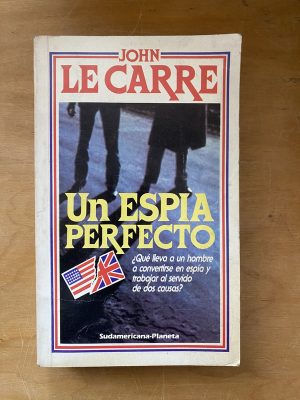 JOHN
LE CARRE
Un ESPIA
PERFECTO
¿Qué lleva a un hombre
a convertirse en espía y
trabajar al servicio
de dos causas?
Sudamericana-Planeta